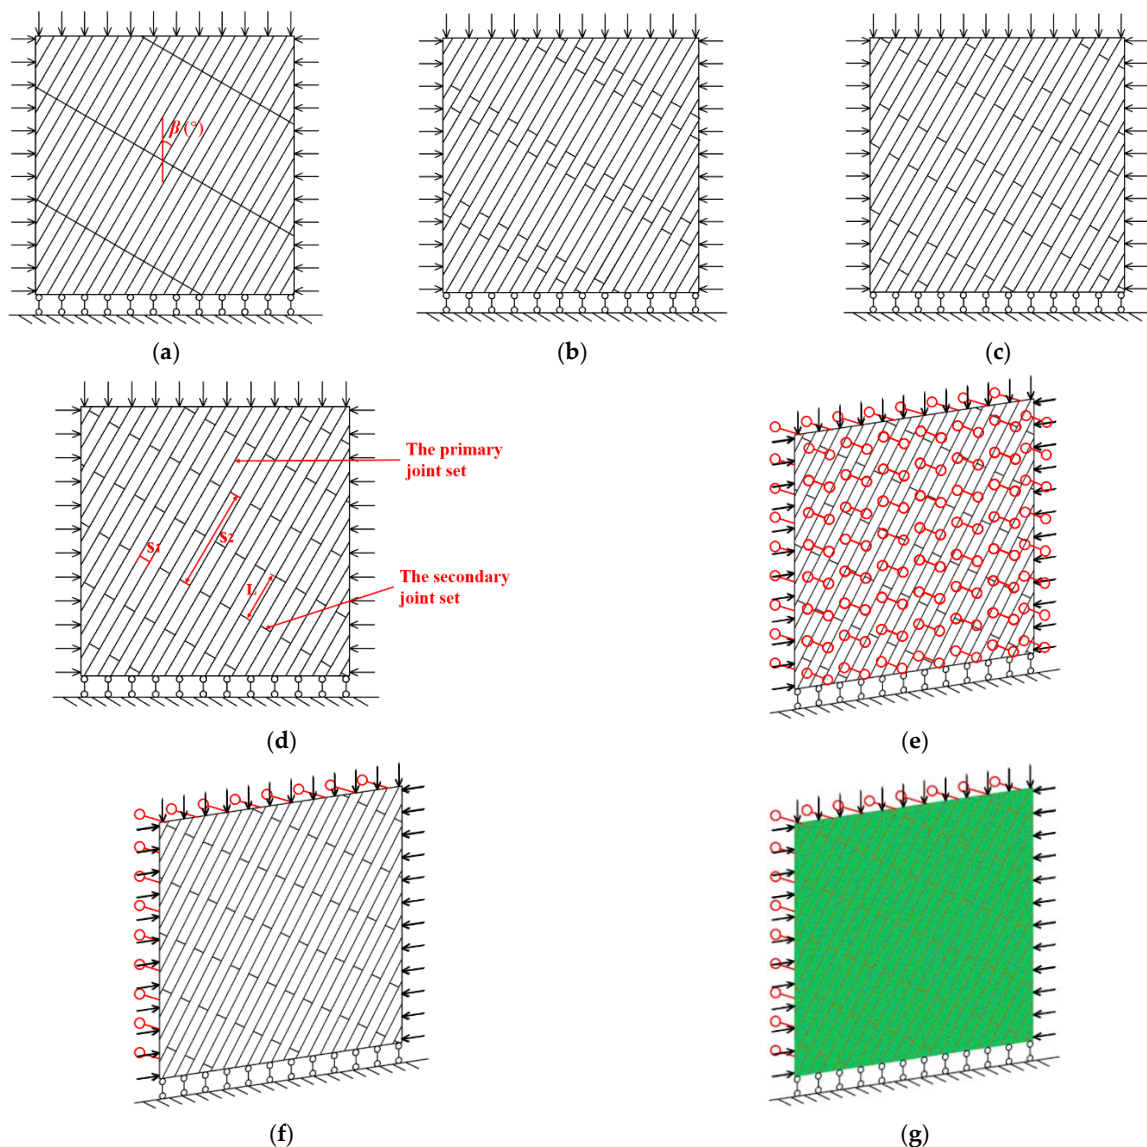 β (°)
(a)
(b)
(c)
The primary
joint set
S1
S2
L
The secondary
joint set
(d)
(e)
(f)
(g)